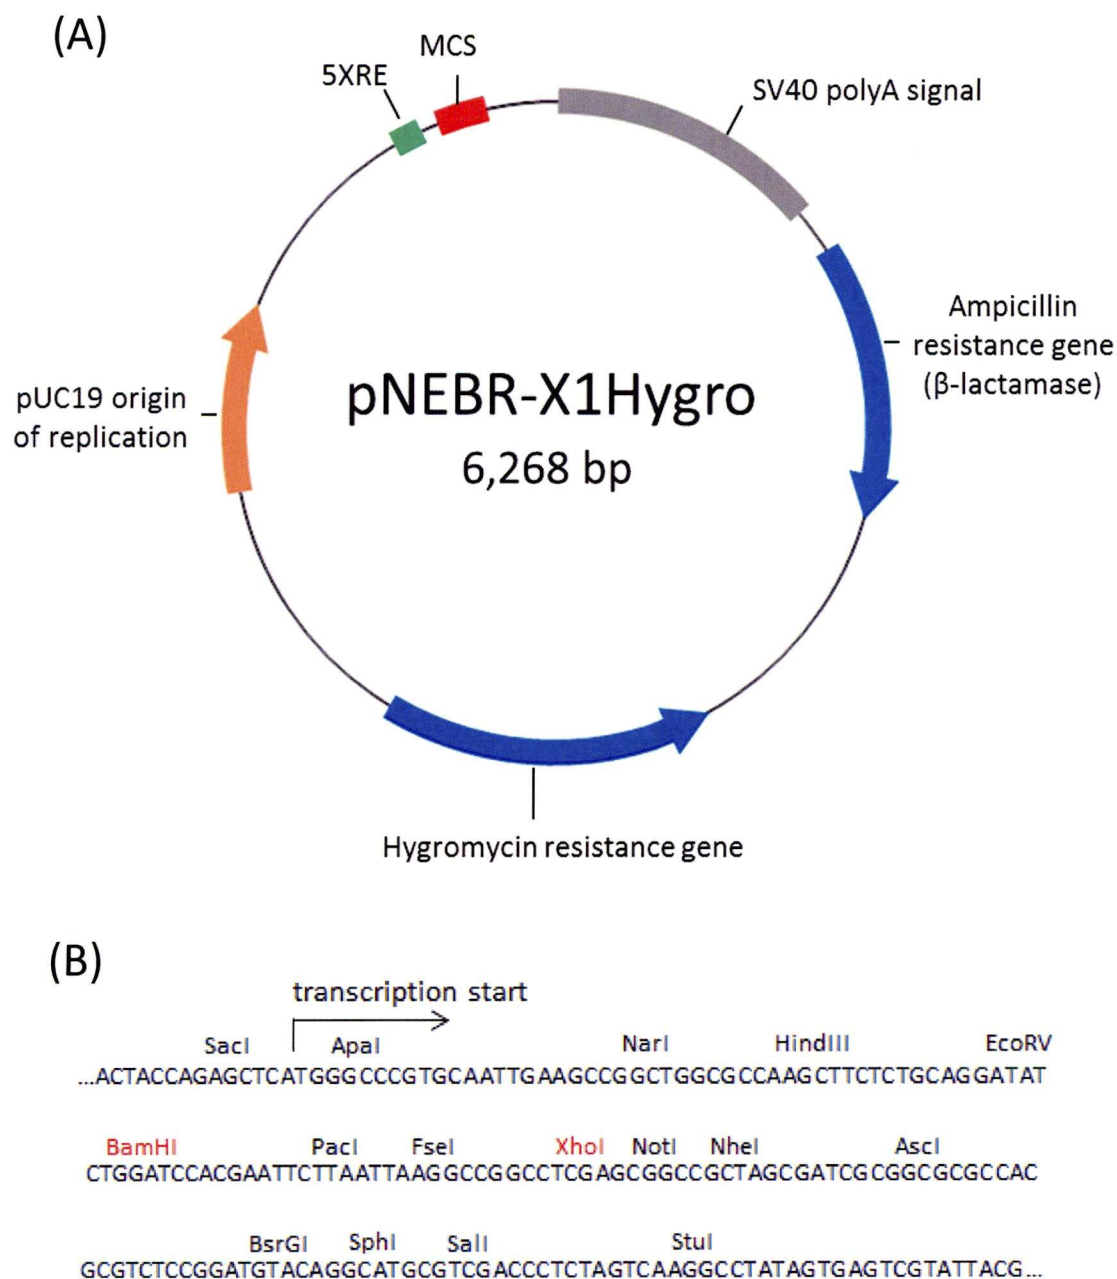 (A)
MCS
5XRE
SV40 polyA signal
Ampicillin
resistance gene
(β-lactamase)
pNEBR-X1Hygro
6,268 bp
pUC19 origin
of replication
Hygromycin resistance gene
(B)
transcription start
SacI ApaI NarI HindIII EcoRV
...ACTACCAGAGCTCATGGGCCCGTGCAATTGAAGCCGGCTGGCGCCAAGCTTCTCTGCAGGATAT
BamHI PacI FseI XhoI NotI NheI AscI
CTGGATCCACGAATTCTTAATTAAGGCCGGCCTCGAGCGGCCGCTAGCGATCGCGGCGCGCCAC
BsrGI SphI SalI StuI
GCGTCTCCGGATGTACAGGCATGCGTCGACCCTCTAGTCAAGGCCTATAGTGAGTCGTATTACG...